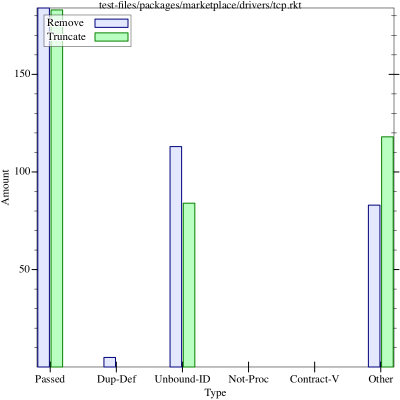 test-files/packages/marketplace/drivers/tcp.rkt
Remove
Truncate
150
100
50
Amount
Passed Dup-Def Unbound-ID Not-Proc Contract-V Other
Type